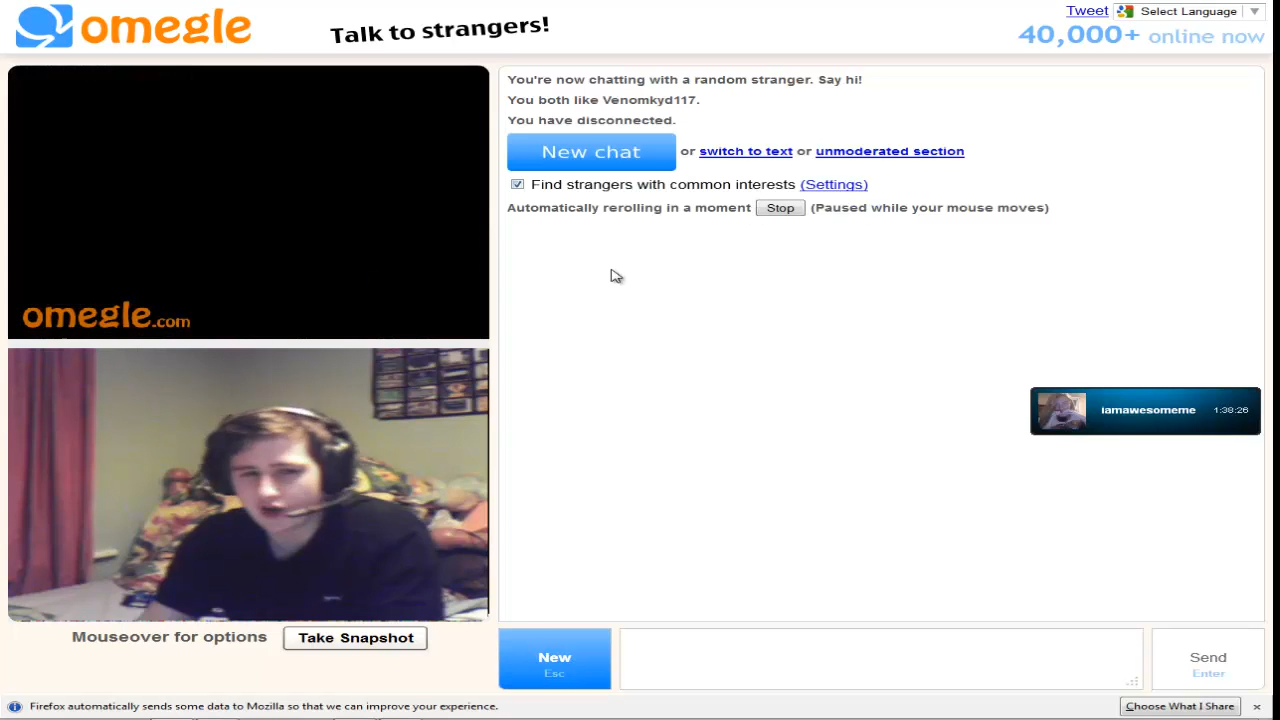 omegle
Talk to strangers!
Tweet
Select Language
40,000+ online now
You're now chatting with a random stranger. Say hi!
You both like Venomkyd117.
You have disconnected.
New chat or switch to text or unmoderated section
Find strangers with common interests (Settings)
Automatically rerolling in a moment Stop (Paused while your mouse moves)
omegle.com
iamawesomeme 1:38:26
Mouseover for options Take Snapshot
New
Esc
Send
Enter
Firefox automatically sends some data to Mozilla so that we can improve your experience.
Choose What I Share